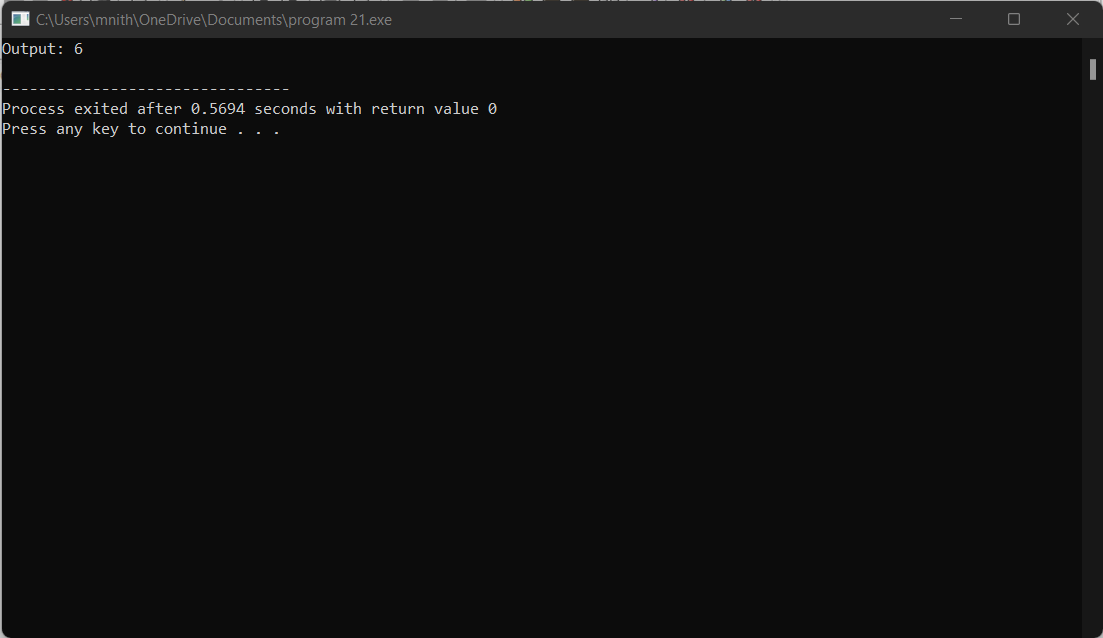 C:\Users\mnith\OneDrive\Documents\program 21.exe
Output: 6
--------------------------------
Process exited after 0.5694 seconds with return value 0
Press any key to continue . . .